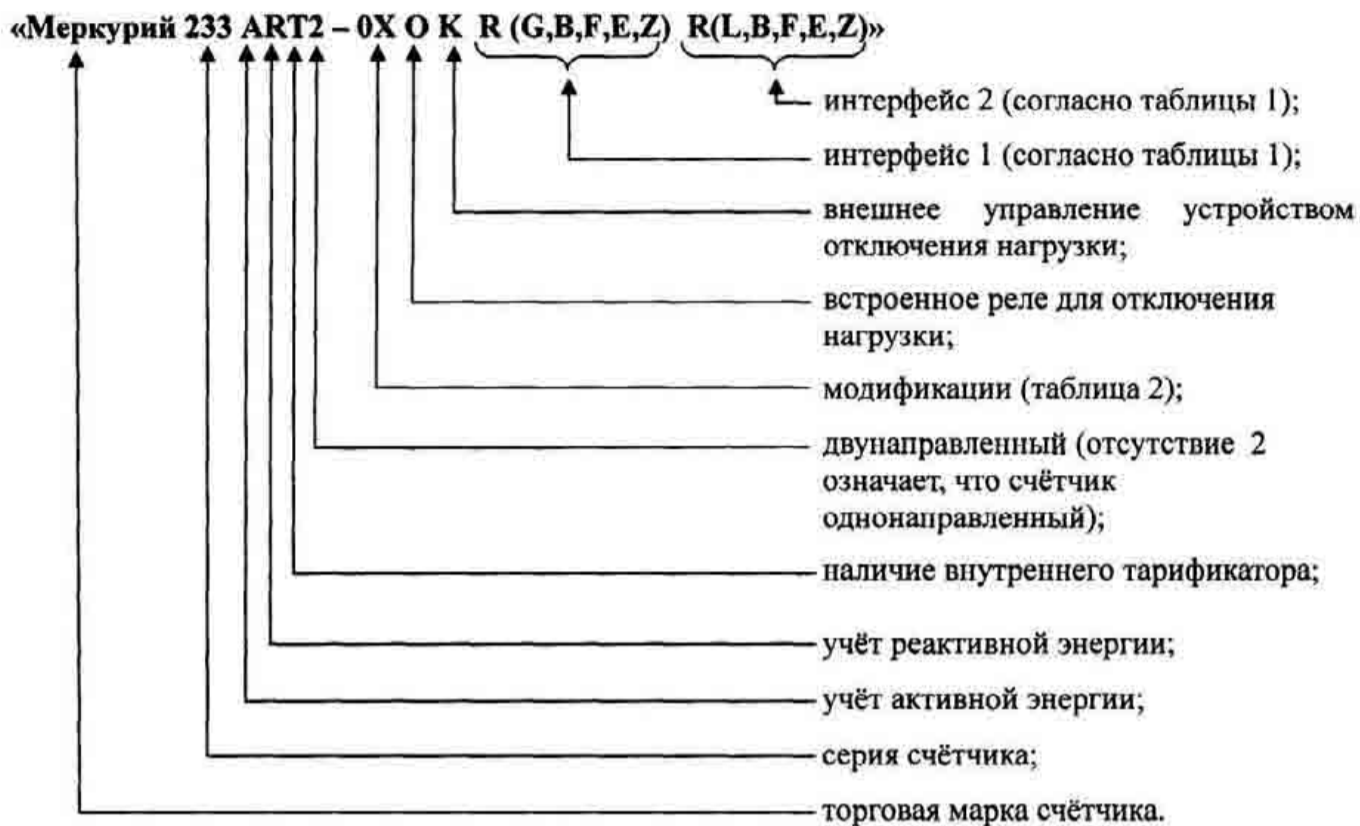 «Меркурий 233 ART2 – 0X O K R (G,B,F,E,Z) R(L,B,F,E,Z)»
интерфейс 2 (согласно таблицы 1);
интерфейс 1 (согласно таблицы 1);
внешнее управление устройством
отключения нагрузки;
встроенное реле для отключения
нагрузки;
модификации (таблица 2);
двунаправленный (отсутствие 2
означает, что счётчик
однонаправленный);
наличие внутреннего тарификатора;
учёт реактивной энергии;
учёт активной энергии;
серия счётчика;
торговая марка счётчика.